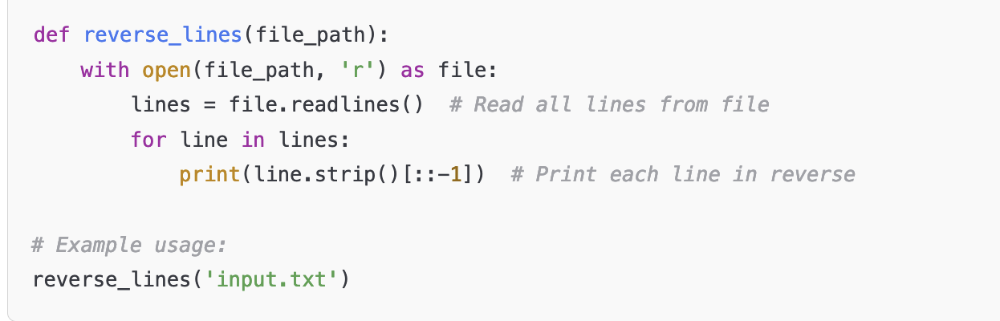 def reverse_lines(file_path):
    with open(file_path, 'r') as file:
        lines = file.readlines()  # Read all lines from file
        for line in lines:
            print(line.strip()[::-1])  # Print each line in reverse

# Example usage:
reverse_lines('input.txt')